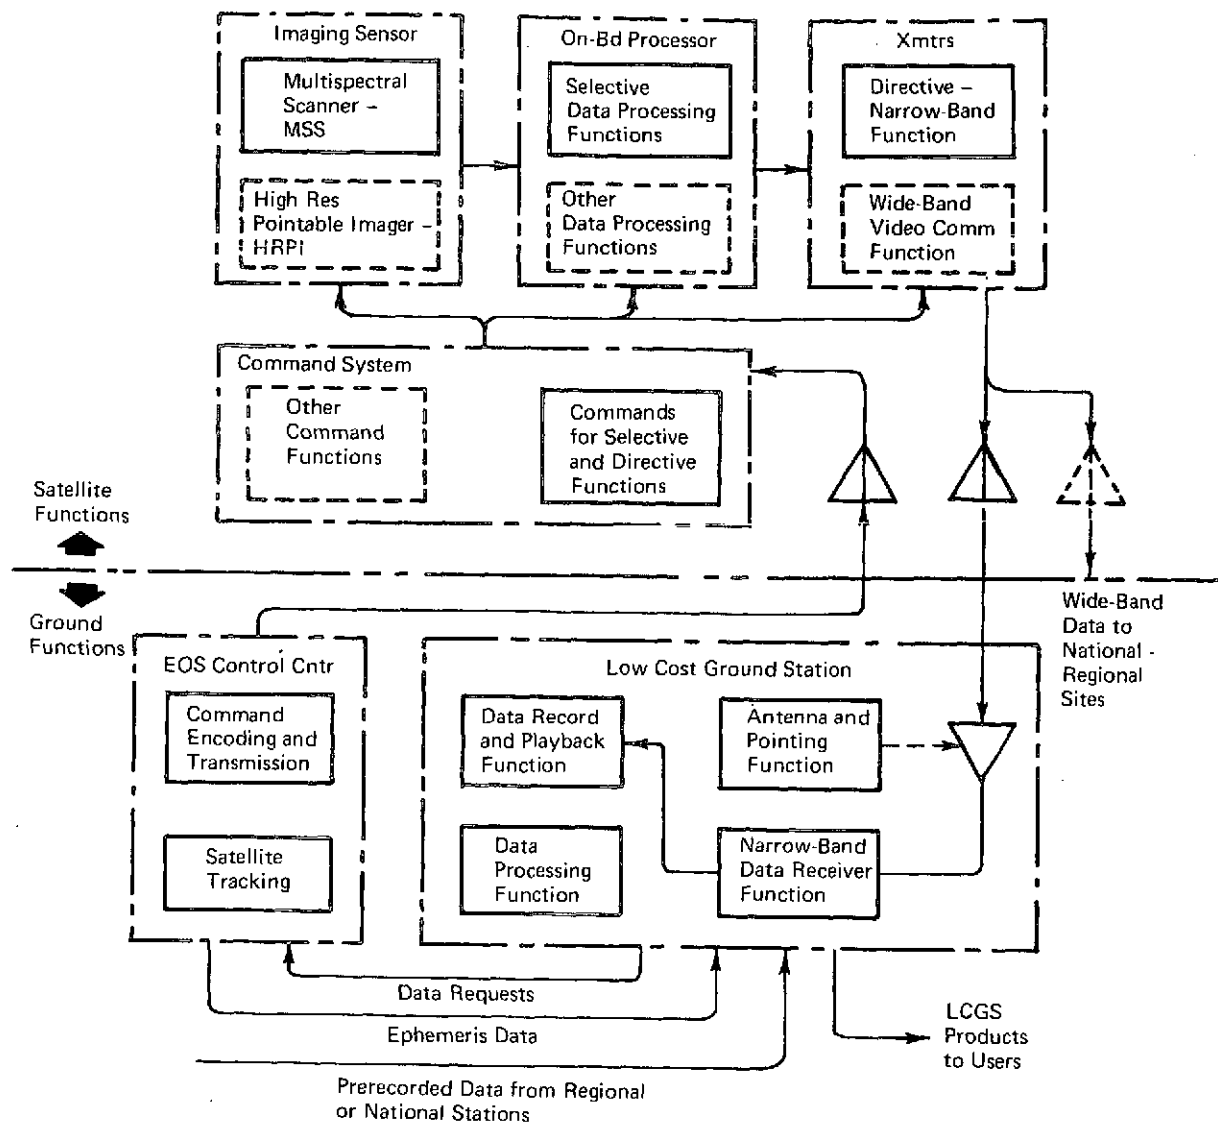 Imaging Sensor
Multispectral
Scanner –
MSS
High Res
Pointable Imager –
HRPI
On-Bd Processor
Selective
Data Processing
Functions
Other
Data Processing
Functions
Xmtrs
Directive –
Narrow-Band
Function
Wide-Band
Video Comm
Function
Command System
Other
Command
Functions
Commands
for Selective
and Directive
Functions
Satellite
Functions
Ground
Functions
Wide-Band
Data to
National -
Regional
Sites
EOS Control Cntr
Command
Encoding and
Transmission
Satellite
Tracking
Low Cost Ground Station
Data Record
and Playback
Function
Antenna and
Pointing
Function
Data
Processing
Function
Narrow-Band
Data Receiver
Function
Data Requests
Ephemeris Data
LCGS
Products
to Users
Prerecorded Data from Regional
or National Stations